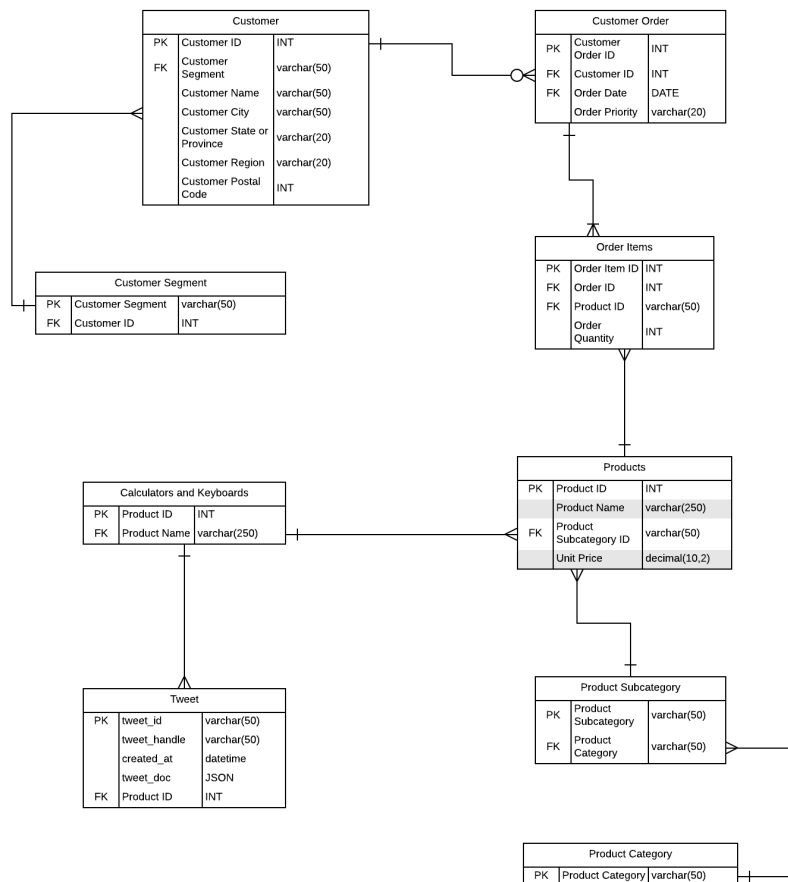 Customer
PK Customer ID INT
FK Customer
Segment varchar(50)
Customer Name varchar(50)
Customer City varchar(50)
Customer State or
Province varchar(20)
Customer Region varchar(20)
Customer Postal
Code INT
Customer Order
PK Customer
Order ID INT
FK Customer ID INT
FK Order Date DATE
Order Priority varchar(20)
Customer Segment
PK Customer Segment varchar(50)
FK Customer ID INT
Order Items
PK Order Item ID INT
FK Order ID INT
FK Product ID varchar(50)
Order
Quantity INT
Calculators and Keyboards
PK Product ID INT
FK Product Name varchar(250)
Products
PK Product ID INT
Product Name varchar(250)
FK Product
Subcategory ID varchar(50)
Unit Price decimal(10,2)
Tweet
PK tweet_id varchar(50)
tweet_handle varchar(50)
created_at datetime
tweet_doc JSON
FK Product ID INT
Product Subcategory
PK Product
Subcategory varchar(50)
FK Product
Category varchar(50)
Product Category
PK Product Category varchar(50)